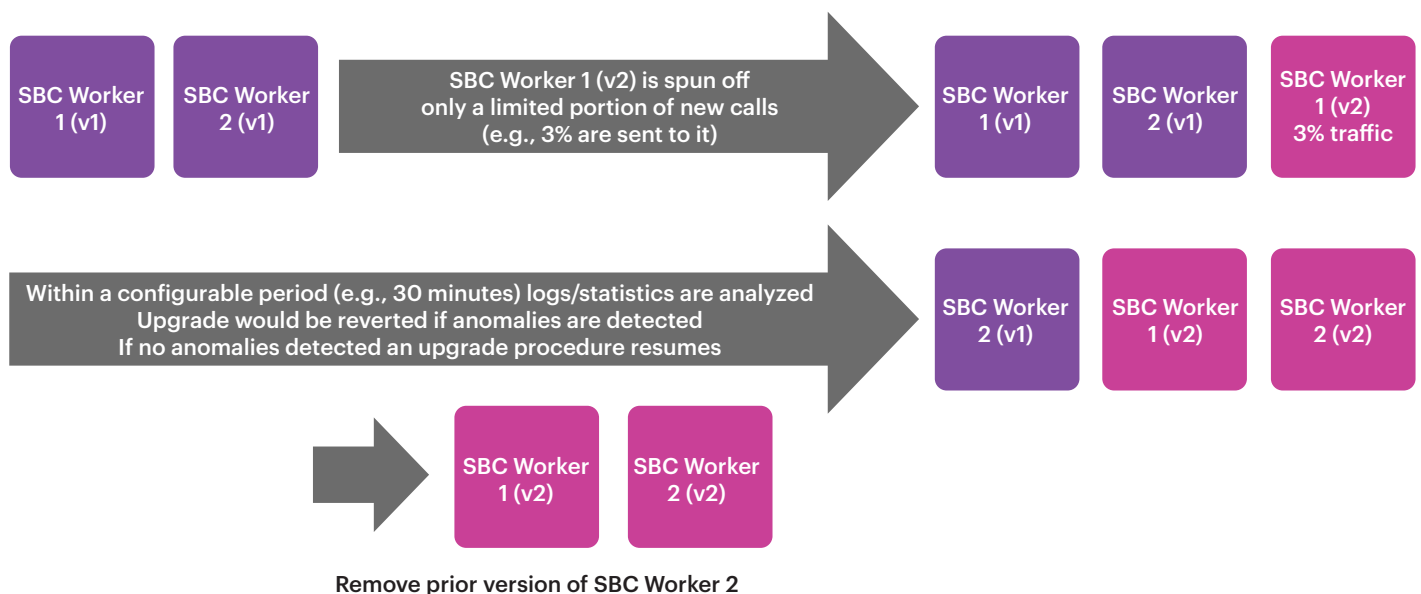 SBC Worker
1 (v1)
SBC Worker
2 (v1)
SBC Worker 1 (v2) is spun off
only a limited portion of new calls
(e.g., 3% are sent to it)
SBC Worker
1 (v1)
SBC Worker
2 (v1)
SBC Worker
1 (v2)
3% traffic
Within a configurable period (e.g., 30 minutes) logs/statistics are analyzed
Upgrade would be reverted if anomalies are detected
If no anomalies detected an upgrade procedure resumes
SBC Worker
2 (v1)
SBC Worker
1 (v2)
SBC Worker
2 (v2)
SBC Worker
1 (v2)
SBC Worker
2 (v2)
Remove prior version of SBC Worker 2